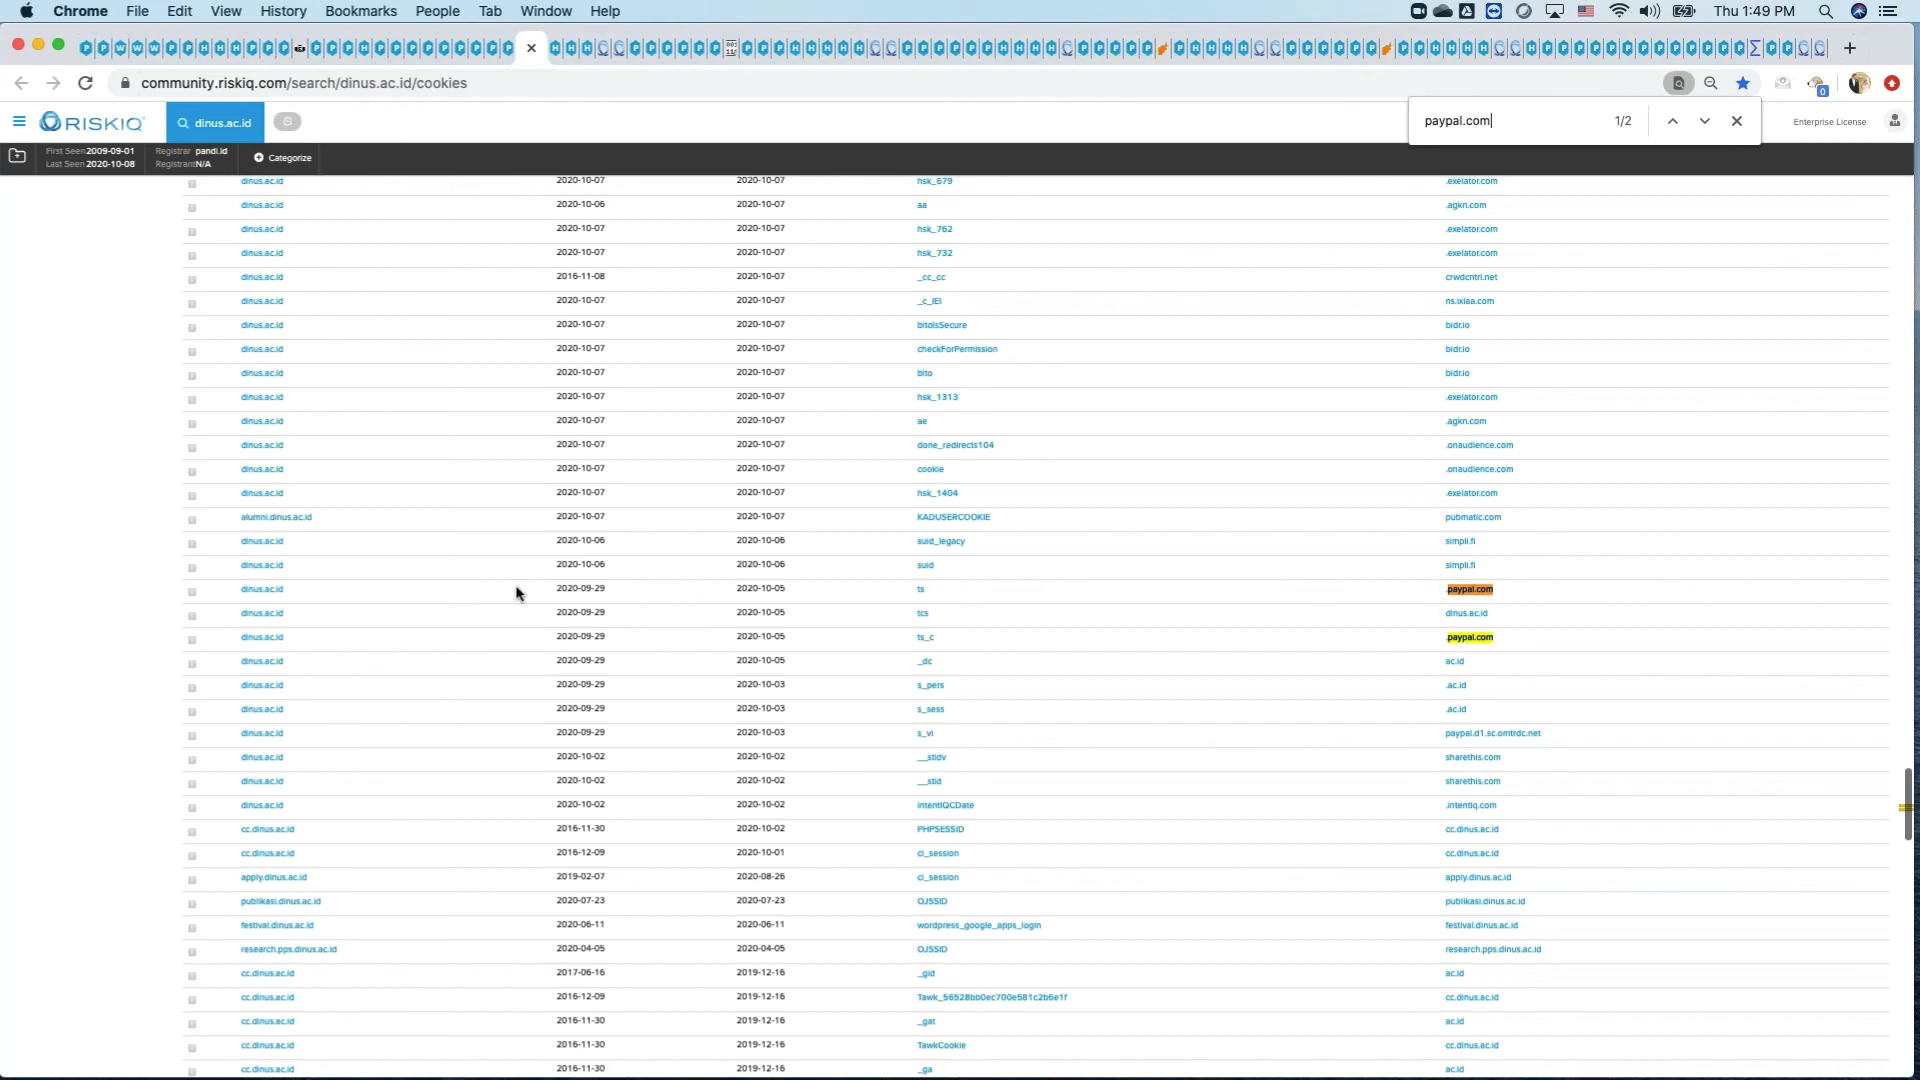 Chrome File Edit View History Bookmarks People Tab Window Help Thu 1:49 PM
community.riskiq.com/search/dinus.ac.id/cookies 0
RISKIQ dinus.ac.id paypal.com 1/2 Enterprise License
First Seen 2009-09-01 Registrar pandi.id Categorize
Last Seen 2020-10-08 Registrant N/A
dinus.ac.id 2020-10-07 2020-10-07 hsk_679 .exelator.com
dinus.ac.id 2020-10-06 2020-10-07 aa .agkn.com
dinus.ac.id 2020-10-07 2020-10-07 hsk_762 .exelator.com
dinus.ac.id 2020-10-07 2020-10-07 hsk_732 .exelator.com
dinus.ac.id 2016-11-08 2020-10-07 _cc_cc crwdcntrl.net
dinus.ac.id 2020-10-07 2020-10-07 ns.ixiaa.com
dinus.ac.id 2020-10-07 2020-10-07 bitoIsSecure bidr.io
dinus.ac.id 2020-10-07 2020-10-07 checkForPermission bidr.io
dinus.ac.id 2020-10-07 2020-10-07 bito bidr.io
dinus.ac.id 2020-10-07 2020-10-07 hsk_1313 .exelator.com
dinus.ac.id 2020-10-07 2020-10-07 ae .agkn.com
dinus.ac.id 2020-10-07 2020-10-07 done_redirects104 .onaudience.com
dinus.ac.id 2020-10-07 2020-10-07 cookie .onaudience.com
dinus.ac.id 2020-10-07 2020-10-07 hsk_1404 .exelator.com
alumni.dinus.ac.id 2020-10-07 2020-10-07 KADUSERCOOKIE pubmatic.com
dinus.ac.id 2020-10-06 2020-10-06 suid_legacy simpli.fi
dinus.ac.id 2020-10-06 2020-10-06 suid simpli.fi
dinus.ac.id 2020-09-29 2020-10-05 ts .paypal.com
dinus.ac.id 2020-09-29 2020-10-05 tcs dinus.ac.id
dinus.ac.id 2020-09-29 2020-10-05 ts_c .paypal.com
dinus.ac.id 2020-09-29 2020-10-05 _dc ac.id
dinus.ac.id 2020-09-29 2020-10-03 s_pers .ac.id
dinus.ac.id 2020-09-29 2020-10-03 s_sess .ac.id
dinus.ac.id 2020-09-29 2020-10-03 s_vi paypal.d1.sc.omtrdc.net
dinus.ac.id 2020-10-02 2020-10-02 __stidv sharethis.com
dinus.ac.id 2020-10-02 2020-10-02 __stid sharethis.com
dinus.ac.id 2020-10-02 2020-10-02 intentIQCDate .intentiq.com
cc.dinus.ac.id 2016-11-30 2020-10-02 PHPSESSID cc.dinus.ac.id
cc.dinus.ac.id 2016-12-09 2020-10-01 ci_session cc.dinus.ac.id
apply.dinus.ac.id 2019-02-07 2020-08-26 ci_session apply.dinus.ac.id
publikasi.dinus.ac.id 2020-07-23 2020-07-23 OJSSID publikasi.dinus.ac.id
festival.dinus.ac.id 2020-06-11 2020-06-11 wordpress_google_apps_login festival.dinus.ac.id
research.pps.dinus.ac.id 2020-04-05 2020-04-05 OJSSID research.pps.dinus.ac.id
cc.dinus.ac.id 2017-06-16 2019-12-16 _gid ac.id
cc.dinus.ac.id 2016-12-09 2019-12-16 Tawk_56528bb0ec700e581c2b6e1f cc.dinus.ac.id
cc.dinus.ac.id 2016-11-30 2019-12-16 _gat ac.id
cc.dinus.ac.id 2016-11-30 2019-12-16 TawkCookie cc.dinus.ac.id
cc.dinus.ac.id 2016-11-30 2019-12-16 _ga ac.id